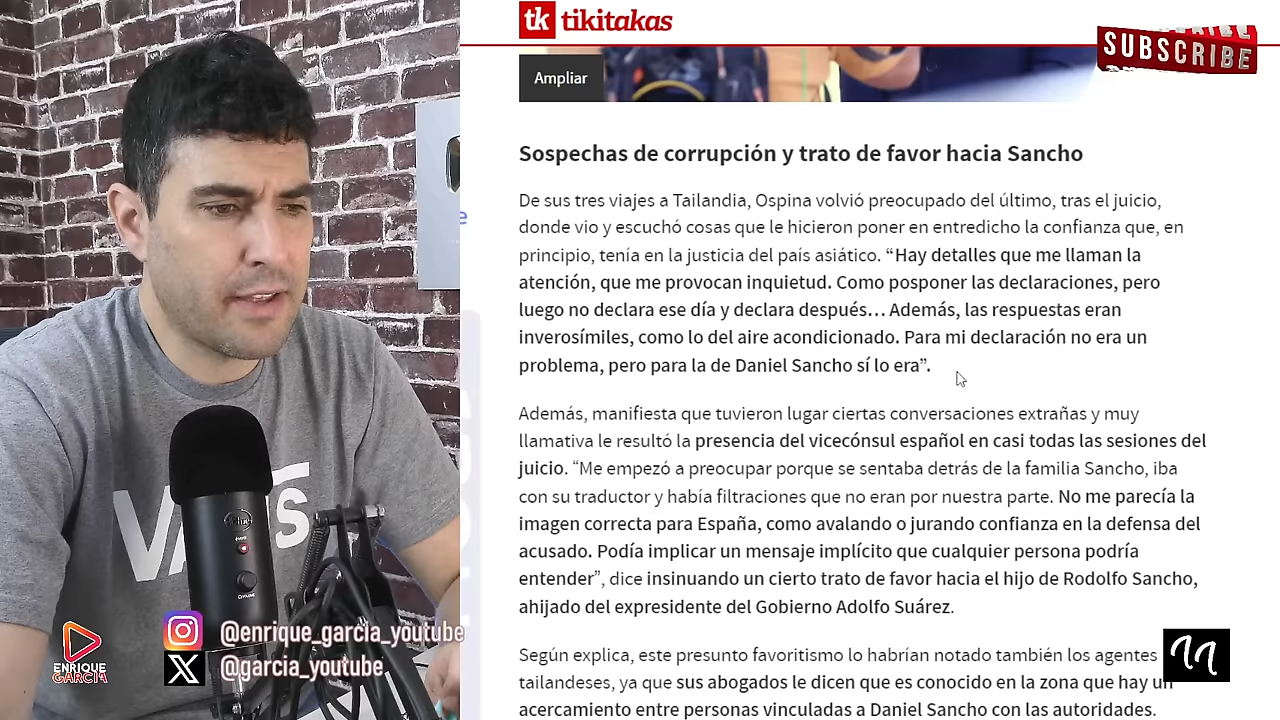 tk tikitakas
SUBSCRIBE
Ampliar
Sospechas de corrupción y trato de favor hacia Sancho
De sus tres viajes a Tailandia, Ospina volvió preocupado del último, tras el juicio,
donde vio y escuchó cosas que le hicieron poner en entredicho la confianza que, en
principio, tenía en la justicia del país asiático. “Hay detalles que me llaman la
atención, que me provocan inquietud. Como posponer las declaraciones, pero
luego no declara ese día y declara después… Además, las respuestas eran
inverosímiles, como lo del aire acondicionado. Para mi declaración no era un
problema, pero para la de Daniel Sancho sí lo era”.
Además, manifiesta que tuvieron lugar ciertas conversaciones extrañas y muy
llamativa le resultó la presencia del vicecónsul español en casi todas las sesiones del
juicio. “Me empezó a preocupar porque se sentaba detrás de la familia Sancho, iba
con su traductor y había filtraciones que no eran por nuestra parte. No me parecía la
imagen correcta para España, como avalando o jurando confianza en la defensa del
acusado. Podía implicar un mensaje implícito que cualquier persona podría
entender”, dice insinuando un cierto trato de favor hacia el hijo de Rodolfo Sancho,
ahijado del expresidente del Gobierno Adolfo Suárez.
Según explica, este presunto favoritismo lo habrían notado también los agentes
tailandeses, ya que sus abogados le dicen que es conocido en la zona que hay un
acercamiento entre personas vinculadas a Daniel Sancho con las autoridades.
@enrique_garcia_youtube
@garcia_youtube
ENRIQUE
GARCIA